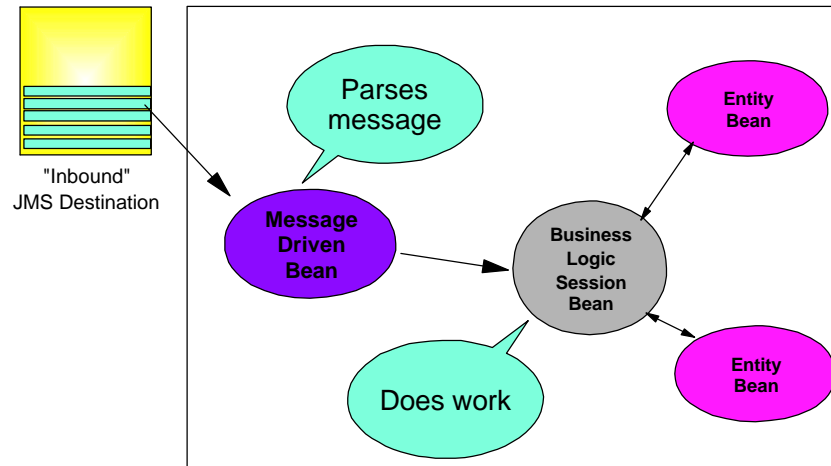 "Inbound"
JMS Destination
Parses
message
Message
Driven
Bean
Business
Logic
Session
Bean
Entity
Bean
Does work
Entity
Bean